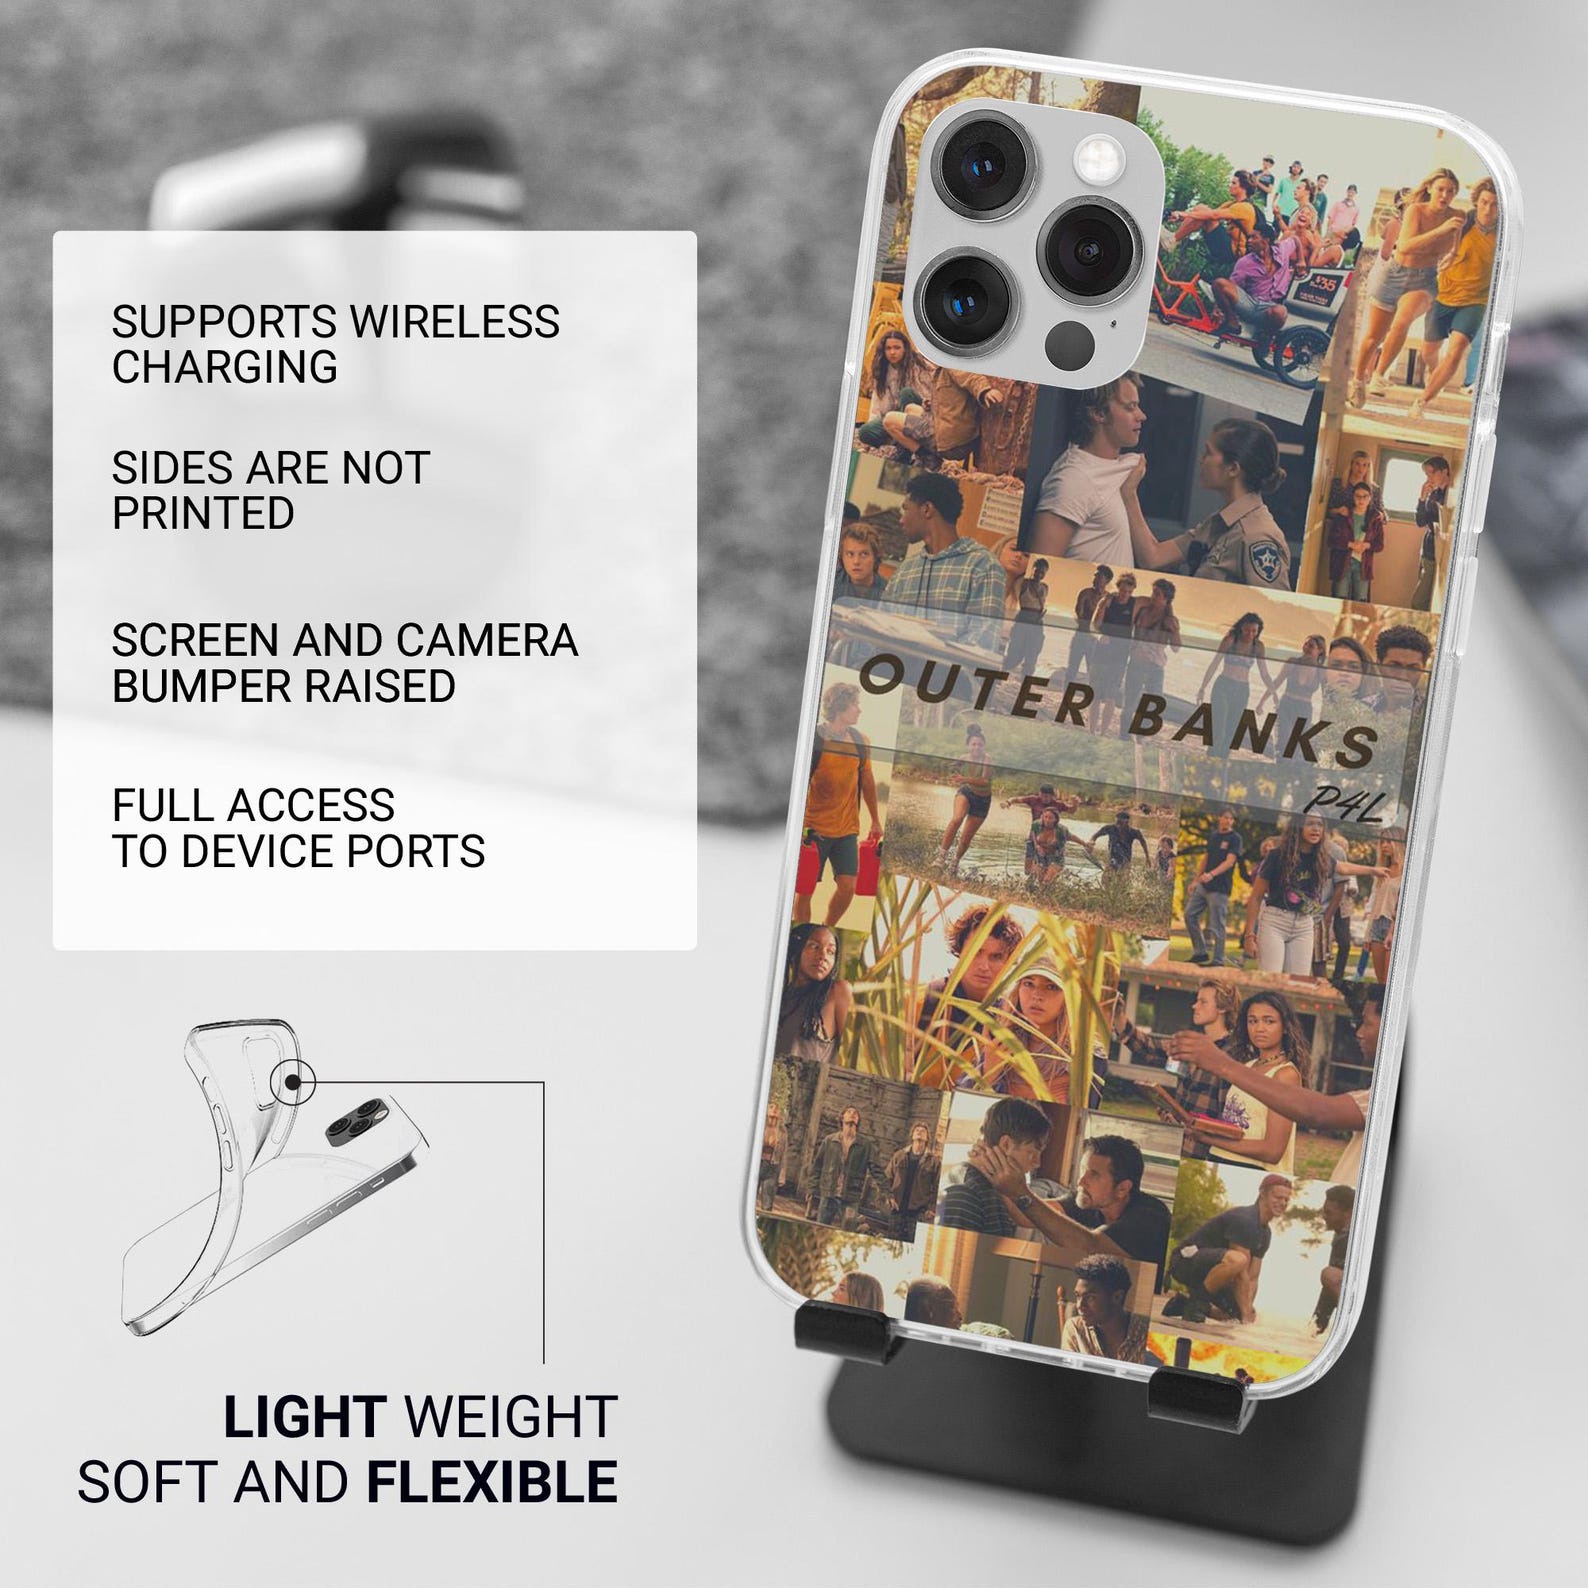 SUPPORTS WIRELESS
CHARGING
SIDES ARE NOT
PRINTED
SCREEN AND CAMERA
BUMPER RAISED
FULL ACCESS
TO DEVICE PORTS
LIGHT WEIGHT
SOFT AND FLEXIBLE
$35
OUTER BANKS
P4L